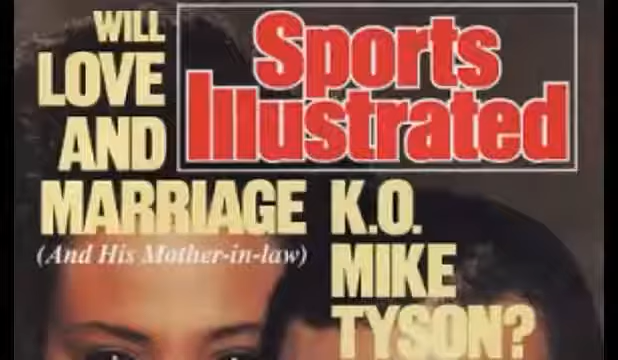 Sports
Illustrated
WILL
LOVE
AND
MARRIAGE
(And His Mother-in-law)
K.O.
MIKE
TYSON?